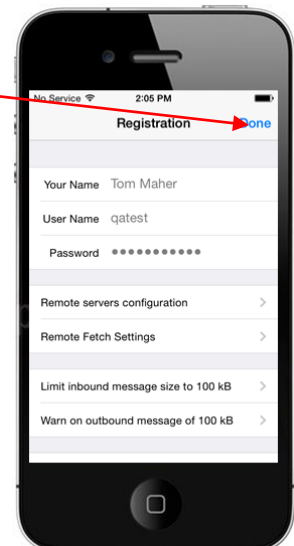 No Service 2:05 PM
Registration Done
Your Name Tom Maher
User Name qatest
Password ●●●●●●●●●●●
Remote servers configuration
Remote Fetch Settings
Limit inbound message size to 100 kB
Warn on outbound message of 100 kB